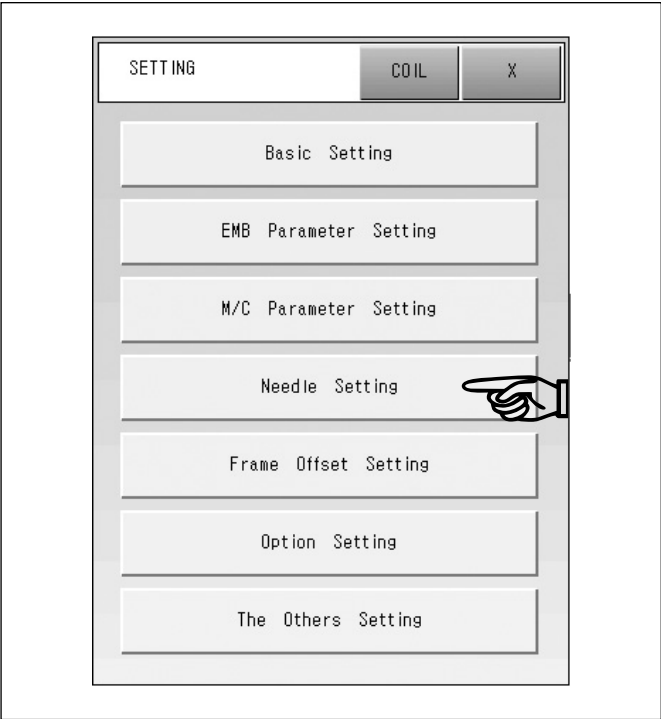 SETTING COIL X
Basic Setting
EMB Parameter Setting
M/C Parameter Setting
Needle Setting
Frame Offset Setting
Option Setting
The Others Setting